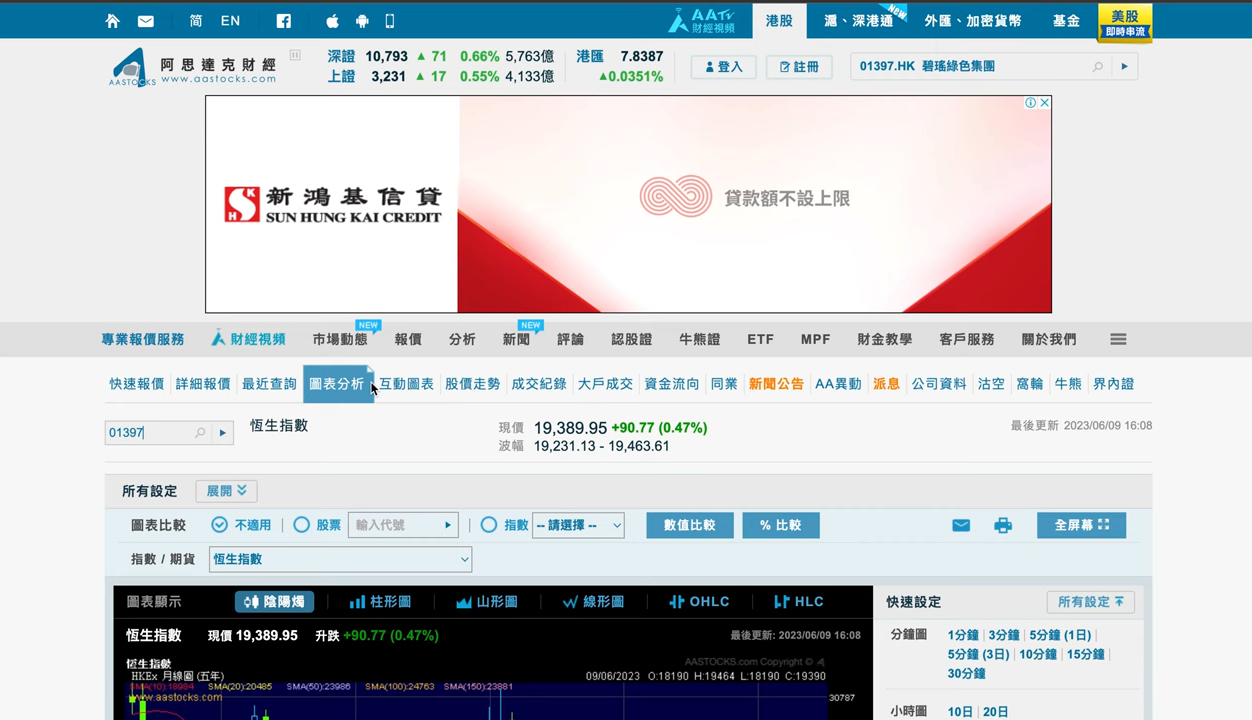 简 EN
AATV 財經視頻 港股 滬、深港通 New 外匯、加密貨幣 基金 美股 即時串流
阿思達克財經
www.aastocks.com
AASTOCKS
深證 10,793 ▲ 71 0.66% 5,763億 港匯 7.8387
上證 3,231 ▲ 17 0.55% 4,133億 ▲0.0351%
登入 註冊 01397.HK 碧瑤綠色集團
新鴻基信貸
SUN HUNG KAI CREDIT
貸款額不設上限
專業報價服務 財經視頻 市場動態 NEW 報價 分析 新聞 NEW 評論 認股證 牛熊證 ETF MPF 財金教學 客戶服務 關於我們
快速報價 詳細報價 最近查詢 圖表分析 互動圖表 股價走勢 成交紀錄 大戶成交 資金流向 同業 新聞公告 AA異動 派息 公司資料 沽空 窩輪 牛熊 界內證
01397 恆生指數 現價 19,389.95 +90.77 (0.47%) 最後更新 2023/06/09 16:08
波幅 19,231.13 - 19,463.61
所有設定 展開
圖表比較 不適用 股票 輸入代號 指數 -- 請選擇 -- 數值比較 % 比較 全屏幕
指數 / 期貨 恆生指數
圖表顯示 陰陽燭 柱形圖 山形圖 線形圖 OHLC HLC 快速設定 所有設定
恆生指數 現價 19,389.95 升跌 +90.77 (0.47%) 最後更新: 2023/06/09 16:08
分鐘圖 1分鐘 | 3分鐘 | 5分鐘 (1日) |
5分鐘 (3日) | 10分鐘 | 15分鐘 |
30分鐘
恆生指數 AASTOCKS.com Copyright ©
HKEx 月線圖 (五年) 09/06/2023 O:18190 H:19464 L:18190 C:19390
SMA(10):18984 SMA(20):20485 SMA(50):23986 SMA(100):24763 SMA(150):23881
www.aastocks.com 30787
小時圖 10日 | 20日